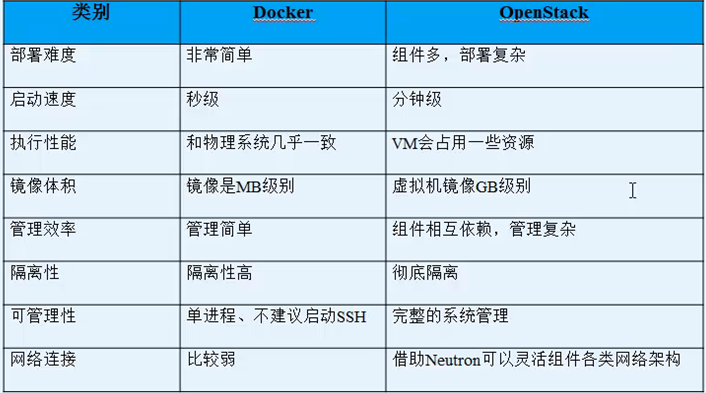 类别 Docker OpenStack
部署难度 非常简单 组件多，部署复杂
启动速度 秒级 分钟级
执行性能 和物理系统几乎一致 VM会占用一些资源
镜像体积 镜像是MB级别 虚拟机镜像GB级别
管理效率 管理简单 组件相互依赖，管理复杂
隔离性 隔离性高 彻底隔离
可管理性 单进程、不建议启动SSH 完整的系统管理
网络连接 比较弱 借助Neutron可以灵活组件各类网络架构